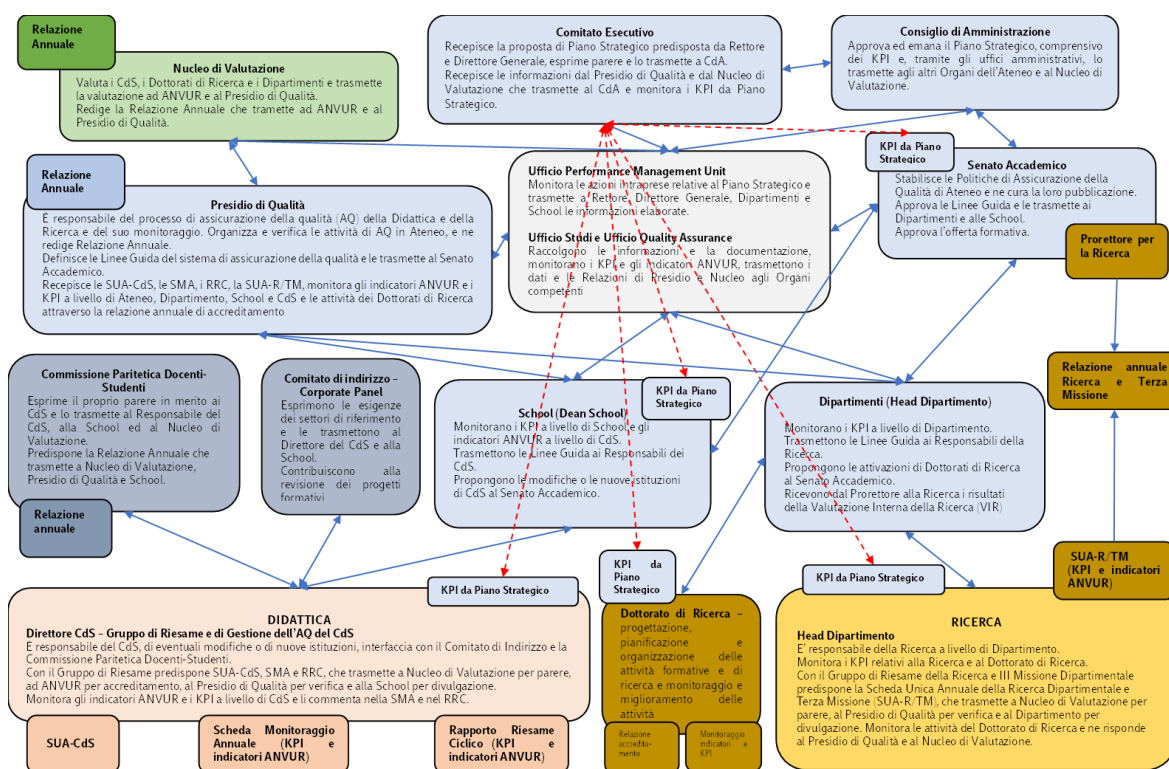 Relazione
Annuale
Nucleo di Valutazione
Valuta i CdS, i Dottorati di Ricerca e i Dipartimenti e trasmette
la valutazione ad ANVUR e al Presidio di Qualità.
Redige la Relazione Annuale che tramette ad ANVUR e al
Presidio di Qualità.
Comitato Esecutivo
Recepisce la proposta di Piano Strategico predisposta da Rettore
e Direttore Generale, esprime parere e lo trasmette a CdA.
Recepisce le informazioni dal Presidio di Qualità e dal Nucleo di
Valutazione che trasmette al CdA e monitora i KPI da Piano
Strategico.
Consiglio di Amministrazione
Approva ed emana il Piano Strategico, comprensivo
dei KPI e, tramite gli uffici amministrativi, lo
trasmette agli altri Organi dell'Ateneo e al Nucleo di
Valutazione.
Relazione
Annuale
Presidio di Qualità
È responsabile del processo di assicurazione della qualità (AQ) della Didattica e della
Ricerca e del suo monitoraggio. Organizza e verifica le attività di AQ in Ateneo, e ne
redige Relazione Annuale.
Definisce le Linee Guida del sistema di assicurazione della qualità e le trasmette al Senato
Accademico.
Recepisce le SUA-CdS, le SMA, i RRC, la SUA-R/TM, monitora gli indicatori ANVUR e i
KPI a livello di Ateneo, Dipartimento, School e CdS e le attività dei Dottorati di Ricerca
attraverso la relazione annuale di accreditamento
Ufficio Performance Management Unit
Monitora le azioni intraprese relative al Piano Strategico e
trasmette a Rettore, Direttore Generale, Dipartimenti e
School le informazioni elaborate.
Ufficio Studi e Ufficio Quality Assurance
Raccolgono le informazioni e la documentazione,
monitorano i KPI e gli indicatori ANVUR, trasmettono i
dati e le Relazioni di Presidio e Nucleo agli Organi
competenti
KPI da Piano
Strategico
Senato Accademico
Stabilisce le Politiche di Assicurazione della
Qualità di Ateneo e ne cura la loro pubblicazione.
Approva le Linee Guida e le trasmette ai
Dipartimenti e alle School.
Approva l'offerta formativa.
Prorettore per
la Ricerca
Relazione annuale
Ricerca e Terza
Missione
Commissione Paritetica Docenti-
Studenti
Esprime il proprio parere in merito ai
CdS e lo trasmette al Responsabile del
CdS, alla School ed al Nucleo di
Valutazione.
Predispone la Relazione Annuale che
trasmette a Nucleo di Valutazione,
Presidio di Qualità e School.
Relazione
annuale
Comitato di indirizzo –
Corporate Panel
Esprimono le esigenze
dei settori di riferimento
e le trasmettono al
Direttore del CdS e alla
School.
Contribuiscono alla
revisione dei progetti
formativi
KPI da Piano
Strategico
School (Dean School)
Monitorano i KPI a livello di School e gli
indicatori ANVUR a livello di CdS.
Trasmettono le Linee Guida ai Responsabili dei
CdS.
Propongono le modifiche o le nuove istituzioni
di CdS al Senato Accademico.
Dipartimenti (Head Dipartimento)
Monitorano i KPI a livello di Dipartimento.
Trasmettono le Linee Guida ai Responsabili della
Ricerca.
Propongono le attivazioni di Dottorati di Ricerca
al Senato Accademico.
Ricevono dal Prorettore alla Ricerca i risultati
della Valutazione Interna della Ricerca (VIR)
SUA-R/TM
(KPI e indicatori
ANVUR)
KPI da Piano Strategico
DIDATTICA
Direttore CdS – Gruppo di Riesame e di Gestione dell'AQ del CdS
È responsabile del CdS, di eventuali modifiche o di nuove istituzioni, interfaccia con il Comitato di Indirizzo e la
Commissione Paritetica Docenti-Studenti.
Con il Gruppo di Riesame predispone SUA-CdS, SMA e RRC, che trasmette a Nucleo di Valutazione per parere,
ad ANVUR per accreditamento, al Presidio di Qualità per verifica e alla School per divulgazione.
Monitora gli indicatori ANVUR e i KPI a livello di CdS e li commenta nella SMA e nel RRC.
SUA-CdS
Scheda Monitoraggio
Annuale (KPI e
indicatori ANVUR)
Rapporto Riesame
Ciclico (KPI e
indicatori ANVUR)
KPI da
Piano
Strategico
Dottorato di Ricerca –
progettazione,
pianificazione e
organizzazione delle
attività formative e
di ricerca e monitoraggio e
miglioramento delle
attività
Relazione
accredita-
mento
Monitoraggio
indicatori e KPI
KPI da Piano Strategico
RICERCA
Head Dipartimento
E' responsabile della Ricerca a livello di Dipartimento.
Monitora i KPI relativi alla Ricerca e al Dottorato di Ricerca.
Con il Gruppo di Riesame della Ricerca e III Missione Dipartimentale
predispone la Scheda Unica Annuale della Ricerca Dipartimentale e
Terza Missione (SUA-R/TM), che trasmette a Nucleo di Valutazione per
parere, al Presidio di Qualità per verifica e al Dipartimento per
divulgazione. Monitora le attività del Dottorato di Ricerca e ne risponde
al Presidio di Qualità e al Nucleo di Valutazione.